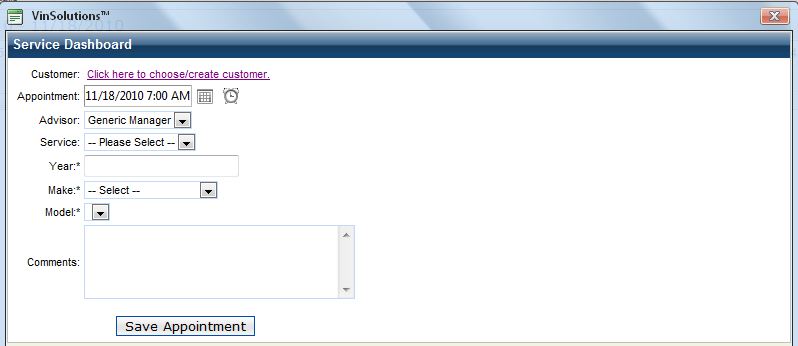 VinSolutions™
Service Dashboard
Customer: Click here to choose/create customer.
Appointment: 11/18/2010 7:00 AM
Advisor: Generic Manager
Service: -- Please Select --
Year:*
Make:* -- Select --
Model:*
Comments:
Save Appointment